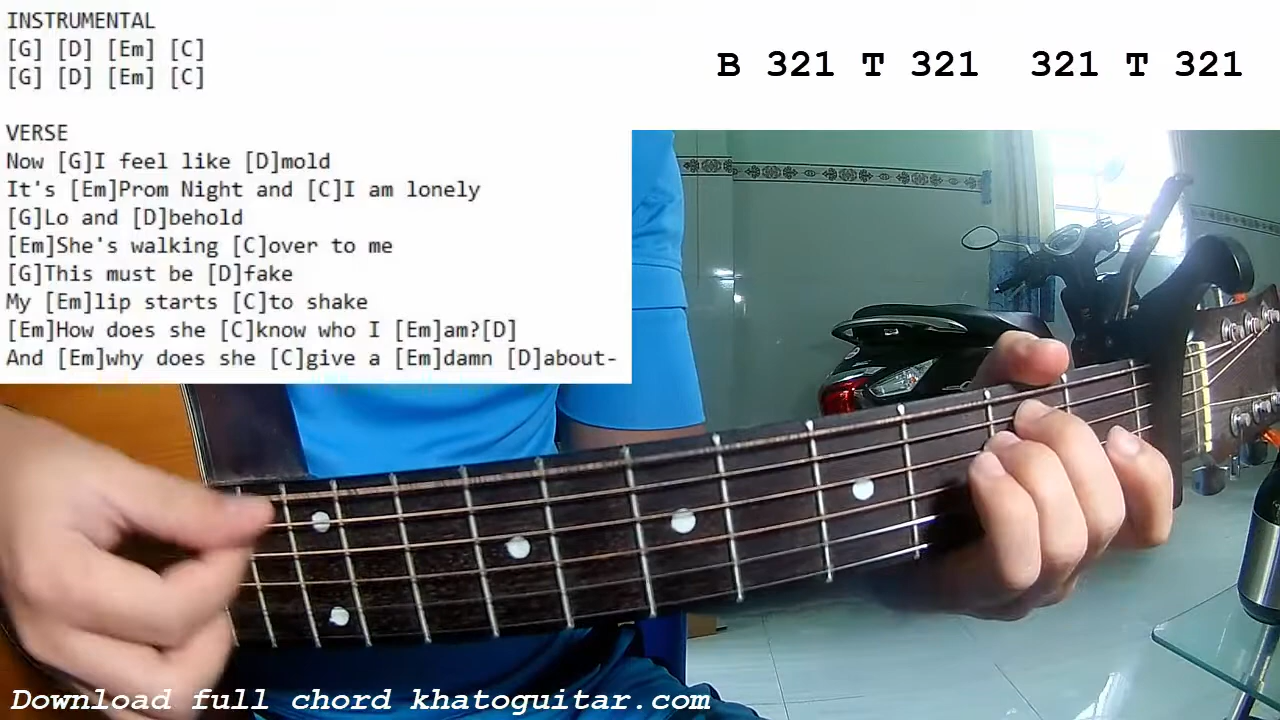 INSTRUMENTAL
[G] [D] [Em] [C]
[G] [D] [Em] [C]
VERSE
Now [G]I feel like [D]mold
It's [Em]Prom Night and [C]I am lonely
[G]Lo and [D]behold
[Em]She's walking [C]over to me
[G]This must be [D]fake
My [Em]lip starts [C]to shake
[Em]How does she [C]know who I [Em]am?[D]
And [Em]why does she [C]give a [Em]damn [D]about-
B 321 T 321  321 T 321
Download full chord khatoguitar.com